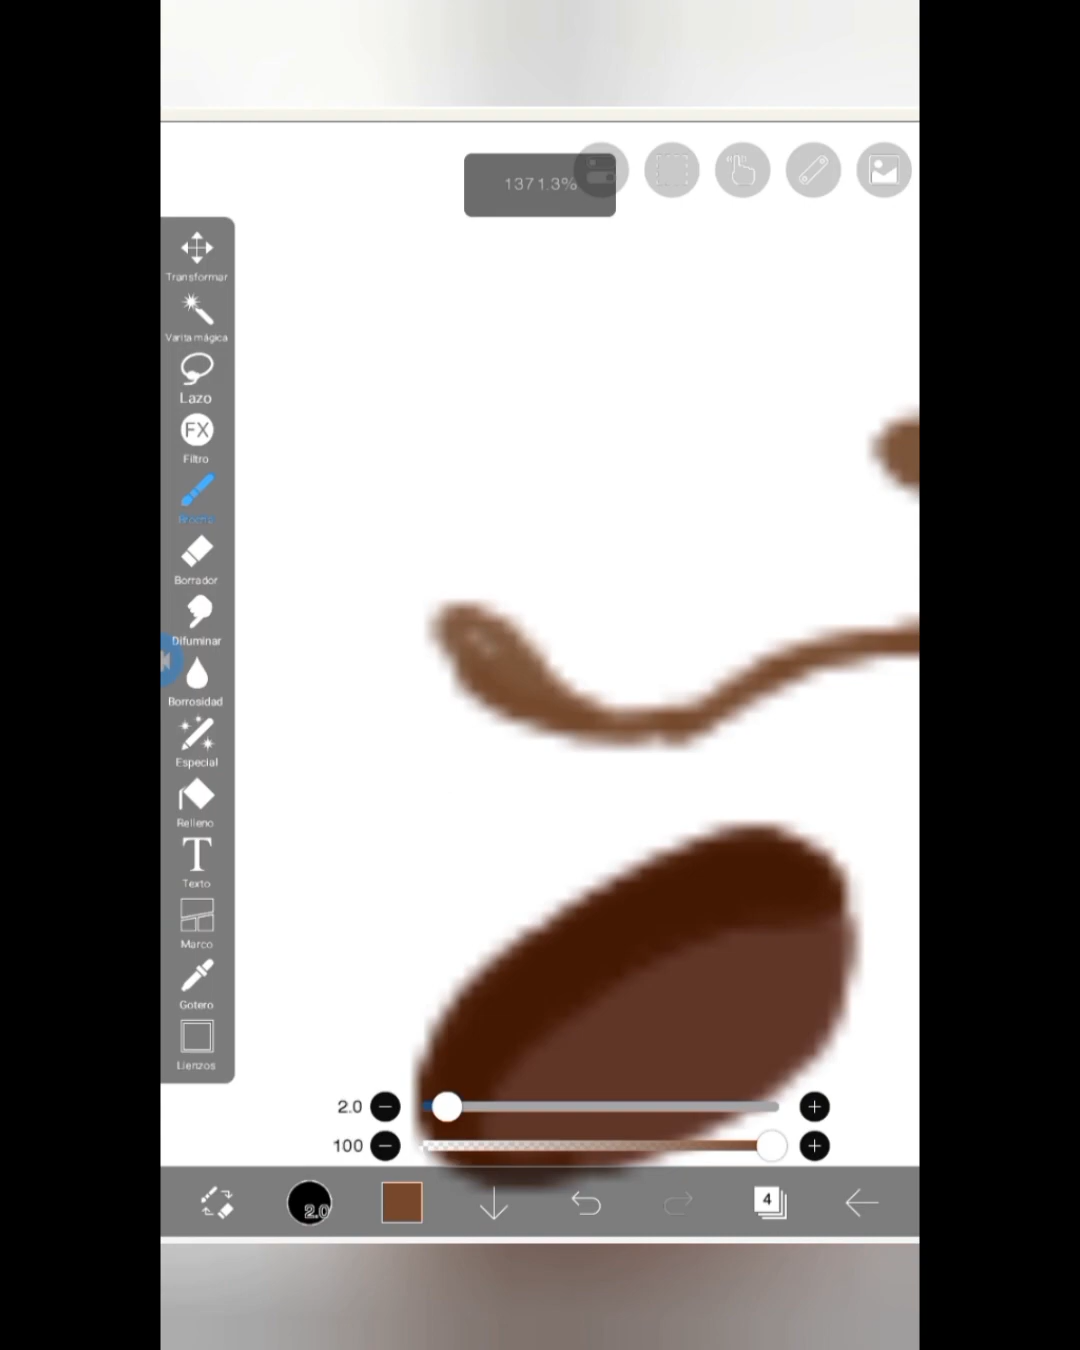 1371.3%
Transformar
Varita mágica
Lazo
FX
Filtro
Brocha
Borrador
Difuminar
Borrosidad
Especial
Relleno
T
Texto
Marco
Gotero
Lienzos
2.0
100
2.0
4